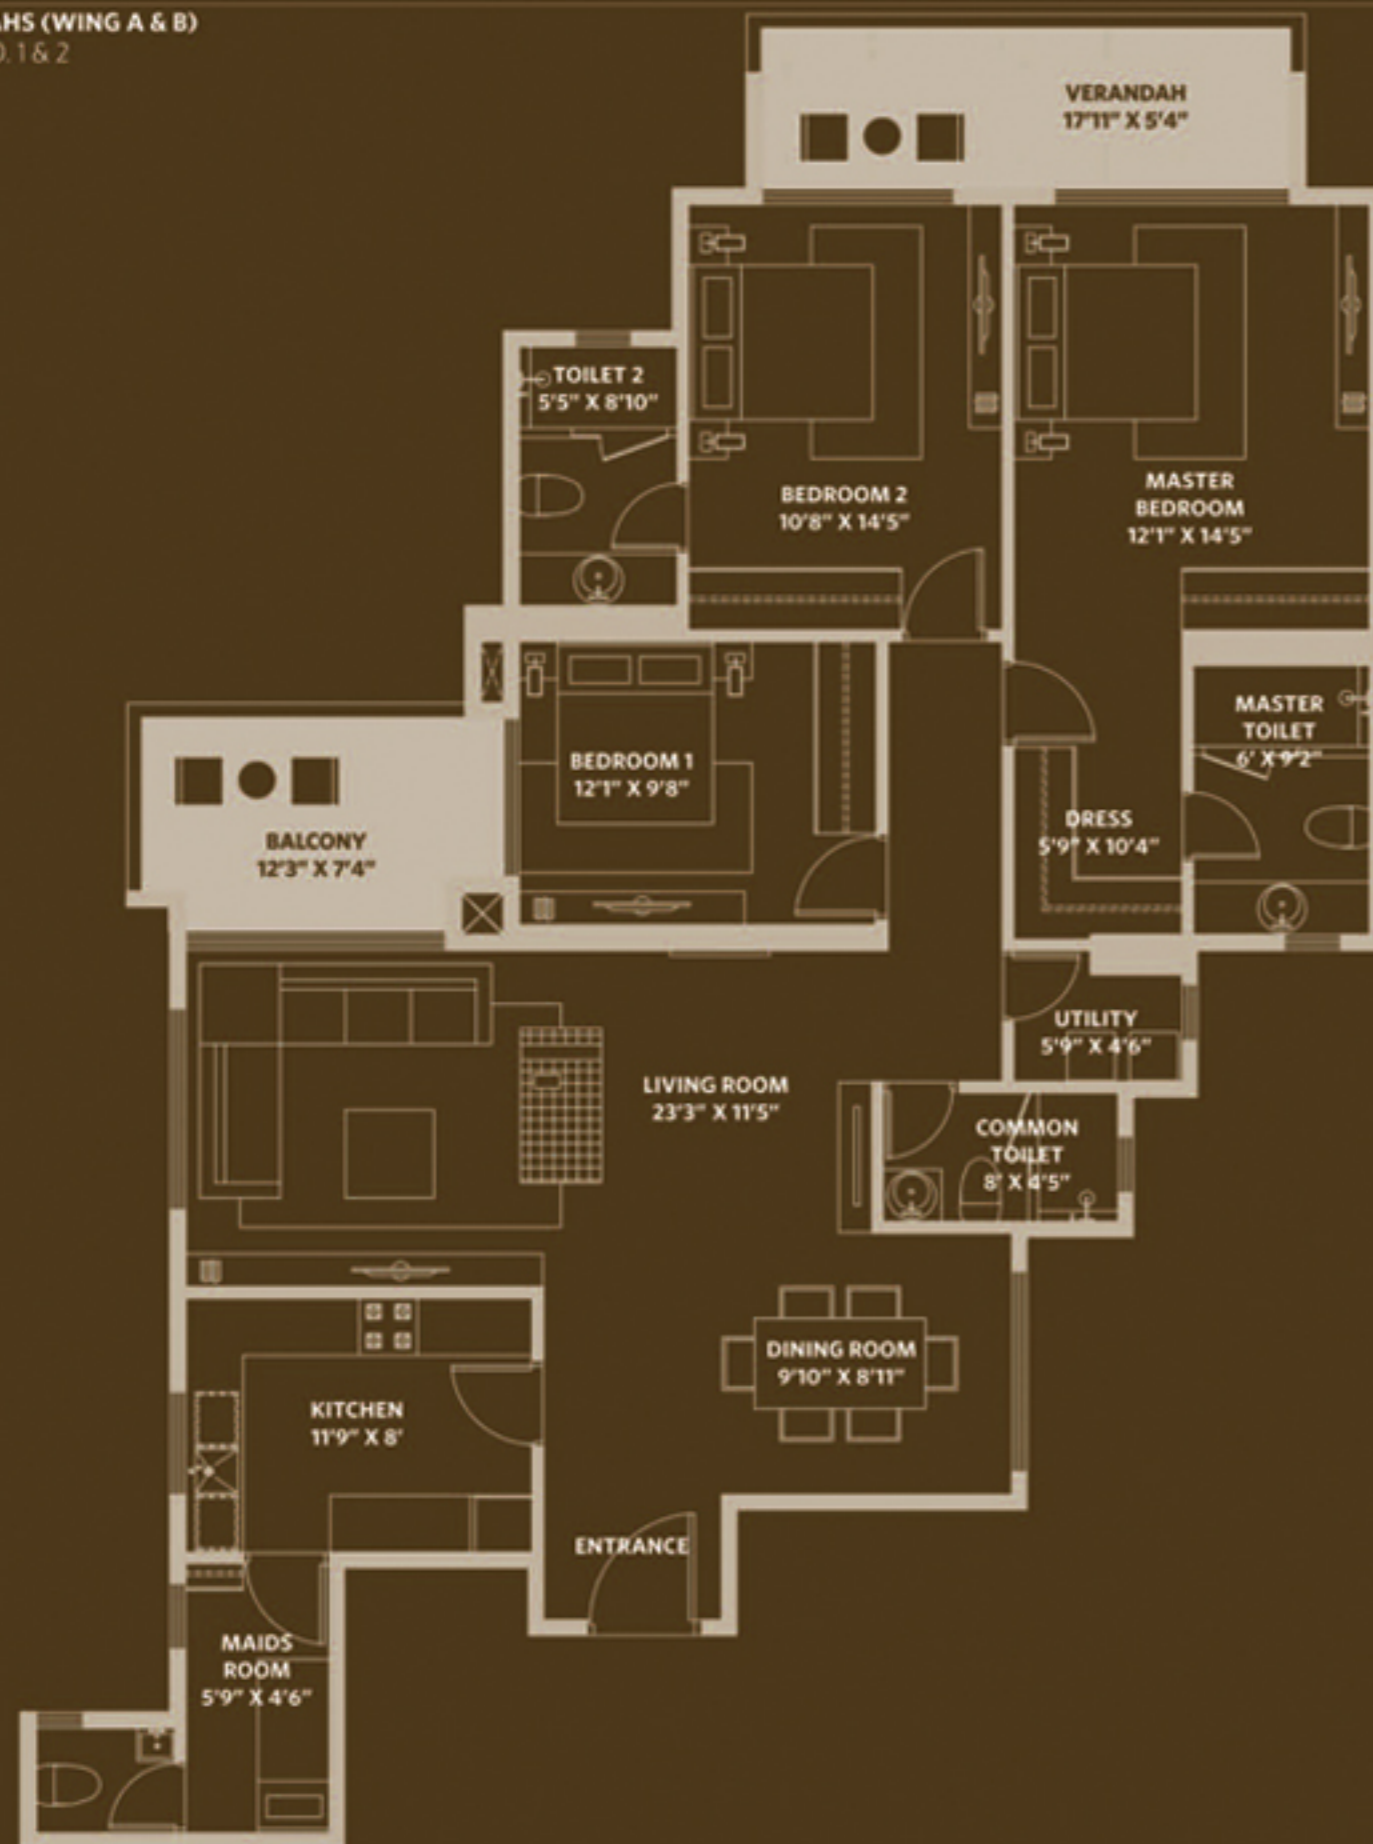 AHS (WING A & B)
O. 1 & 2
VERANDAH
17'11" X 5'4"
TOILET 2
5'5" X 8'10"
BEDROOM 2
10'8" X 14'5"
MASTER
BEDROOM
12'1" X 14'5"
BEDROOM 1
12'1" X 9'8"
MASTER
TOILET
6' X 9'2"
BALCONY
12'3" X 7'4"
DRESS
5'9" X 10'4"
UTILITY
5'9" X 4'6"
LIVING ROOM
23'3" X 11'5"
COMMON
TOILET
8' X 4'5"
DINING ROOM
9'10" X 8'11"
KITCHEN
11'9" X 8'
ENTRANCE
MAIDS
ROOM
5'9" X 4'6"